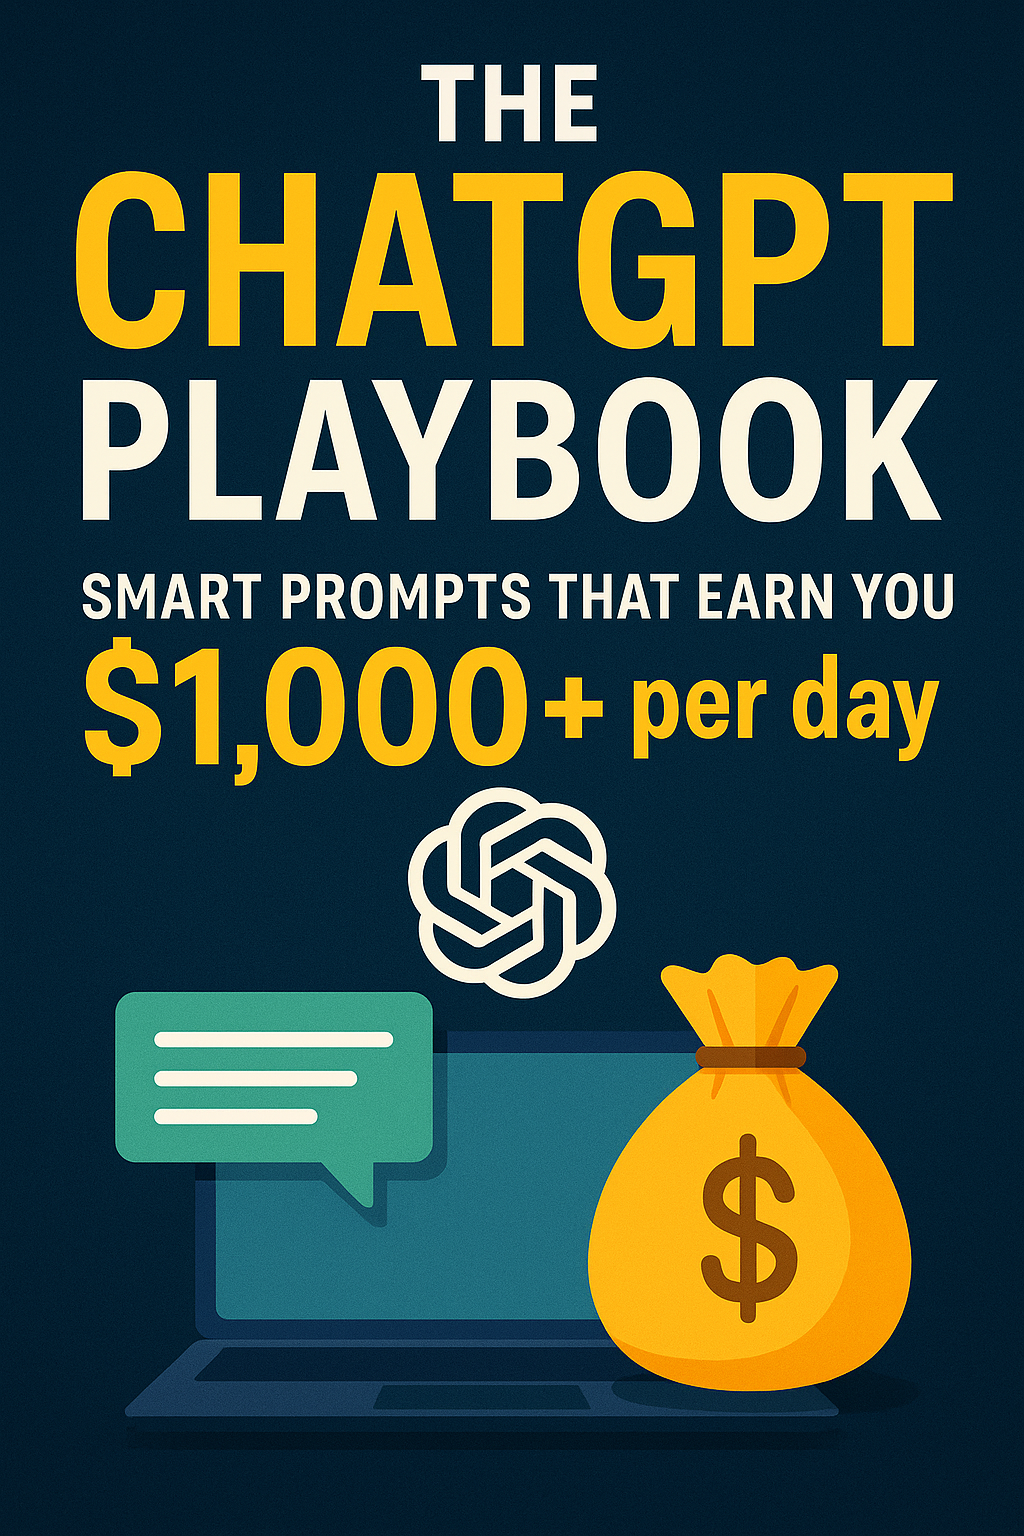 THE
CHATGPT
PLAYBOOK
SMART PROMPTS THAT EARN YOU
$1,000+ per day
$